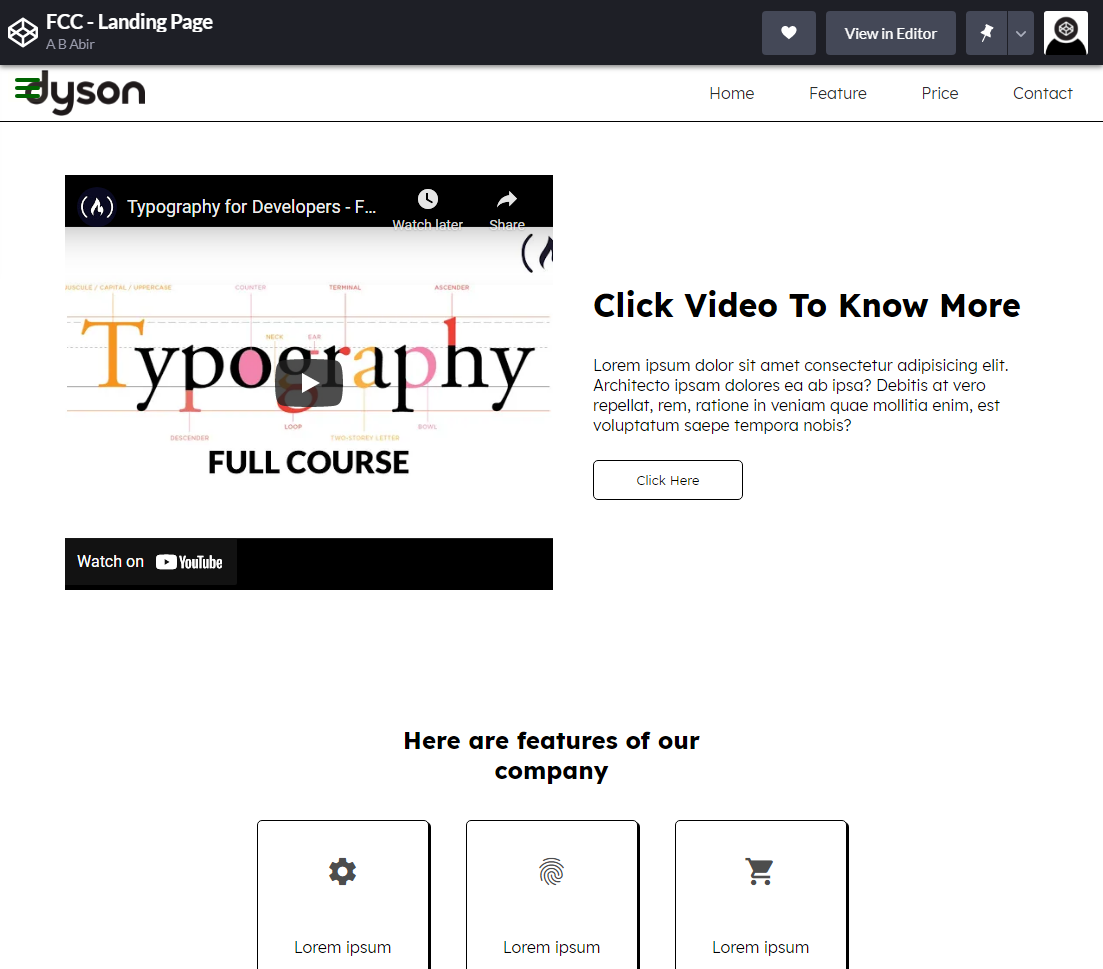 FCC - Landing Page
A B Abir
View in Editor
dyson
Home Feature Price Contact
Typography for Developers - F...
Watch later Share
MINUSCULE / CAPITAL / UPPERCASE COUNTER TERMINAL ASCENDER
NECK EAR
Typography
LOOP BOWL
DESCENDER TWO-STOREY LETTER
FULL COURSE
Watch on YouTube
Click Video To Know More
Lorem ipsum dolor sit amet consectetur adipisicing elit.
Architecto ipsam dolores ea ab ipsa? Debitis at vero
repellat, rem, ratione in veniam quae mollitia enim, est
voluptatum saepe tempora nobis?
Click Here
Here are features of our
company
Lorem ipsum Lorem ipsum Lorem ipsum